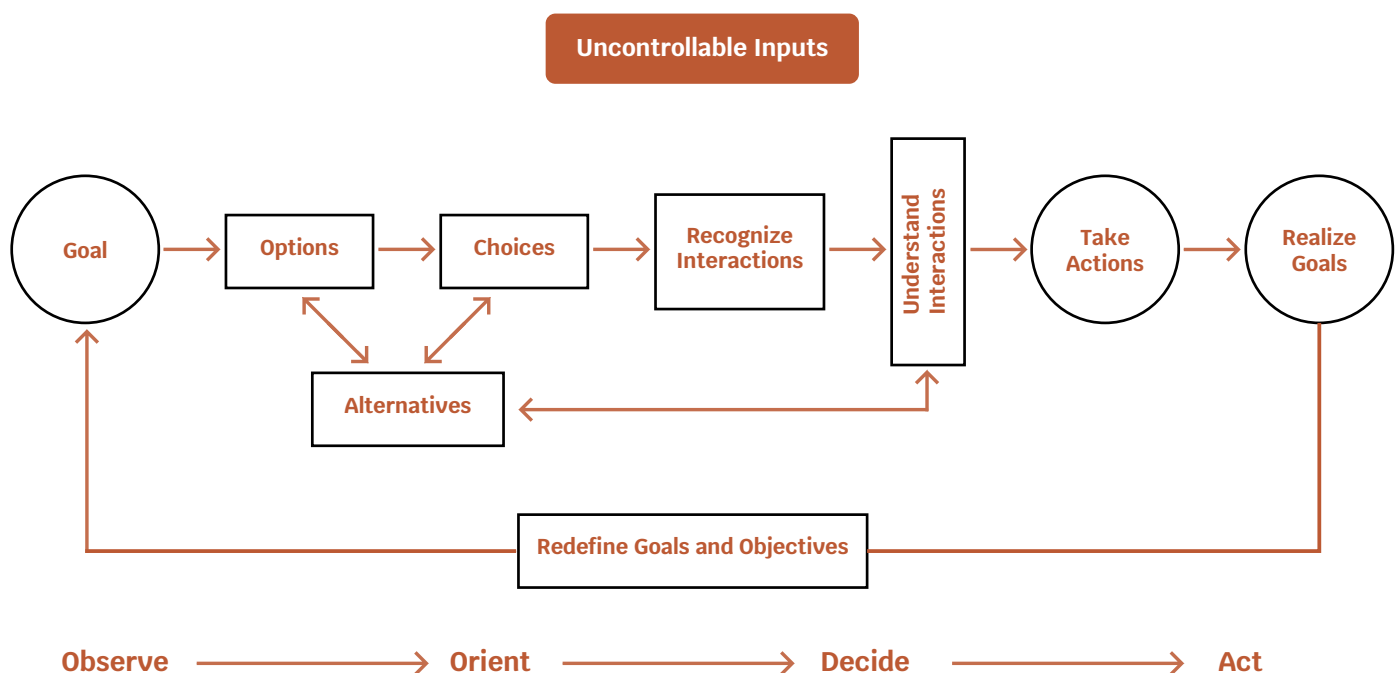 Uncontrollable Inputs
Goal
Options
Choices
Recognize
Interactions
Understand
Interactions
Take
Actions
Realize
Goals
Alternatives
Redefine Goals and Objectives
Observe
Orient
Decide
Act